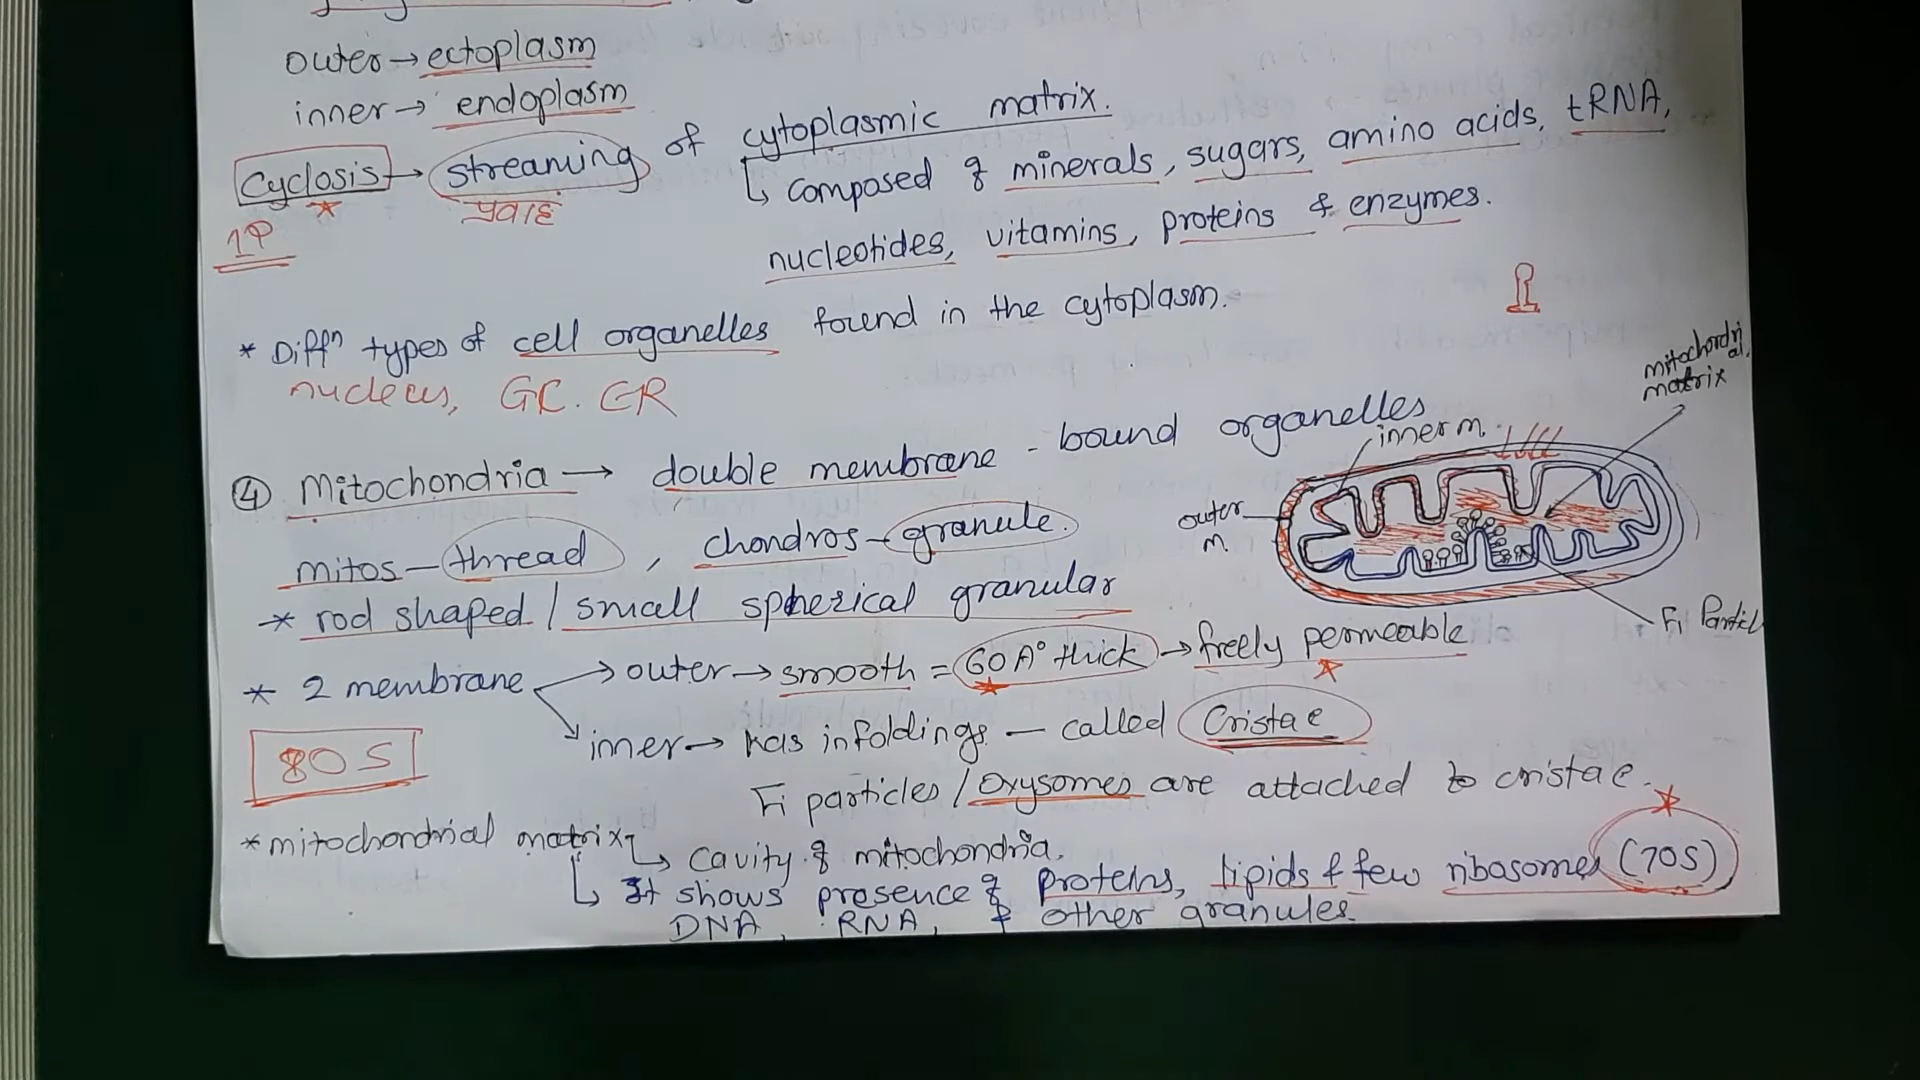 outer → ectoplasm
inner → endoplasm
Cyclosis → streaming of cytoplasmic matrix.
↳ composed of minerals, sugars, amino acids, tRNA,
nucleotides, vitamins, proteins & enzymes.
1P
* Diffⁿ types of cell organelles found in the cytoplasm.
nucleus, GC. ER
④ Mitochondria → double membrane - bound organelles
mitos - thread, chondros - granule.
* rod shaped / small spherical granular
* 2 membrane → outer → smooth = 60 A° thick → freely permeable
→ inner → has infoldings — called Cristae
F₁ particles / Oxysomes are attached to cristae.
80 S
* mitochondrial matrix ↳ Cavity of mitochondria.
↳ It shows presence of proteins, lipids & few ribosomes (70S)
DNA, RNA, & other granules.
mitochondrial
matrix
inner m.
outer
m.
F₁ Particl